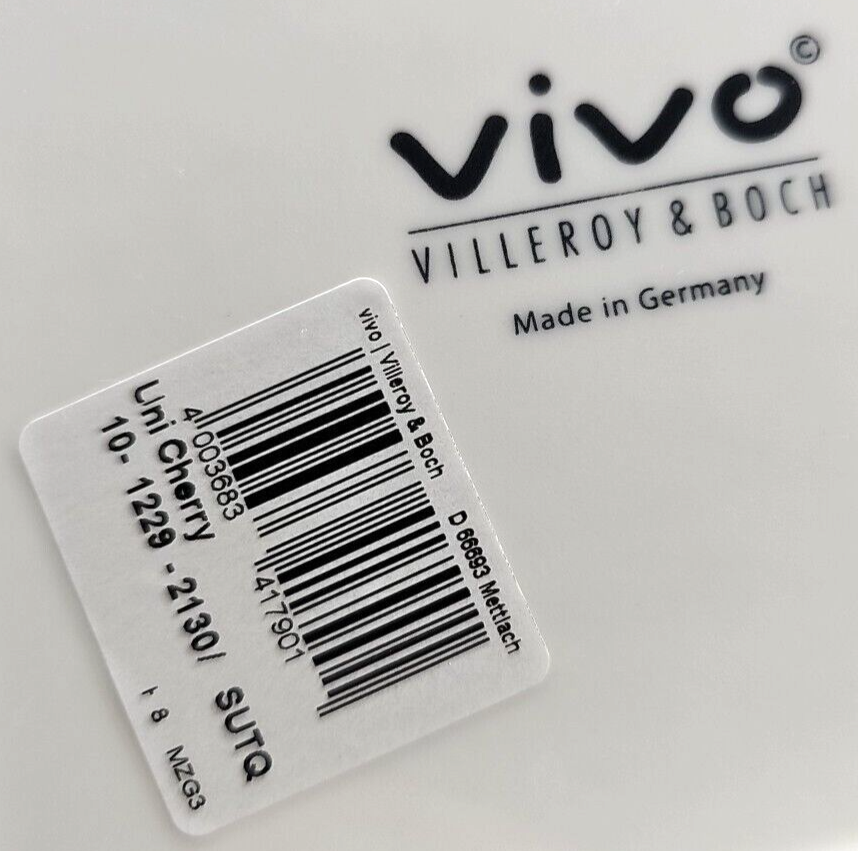 vivo©
VILLEROY & BOCH
Made in Germany
vivo | Villeroy & Boch D 66693 Mettlach
4 003683 417901
Uni Cherry
10- 1229 -2130/ SUTQ
8 MZG3